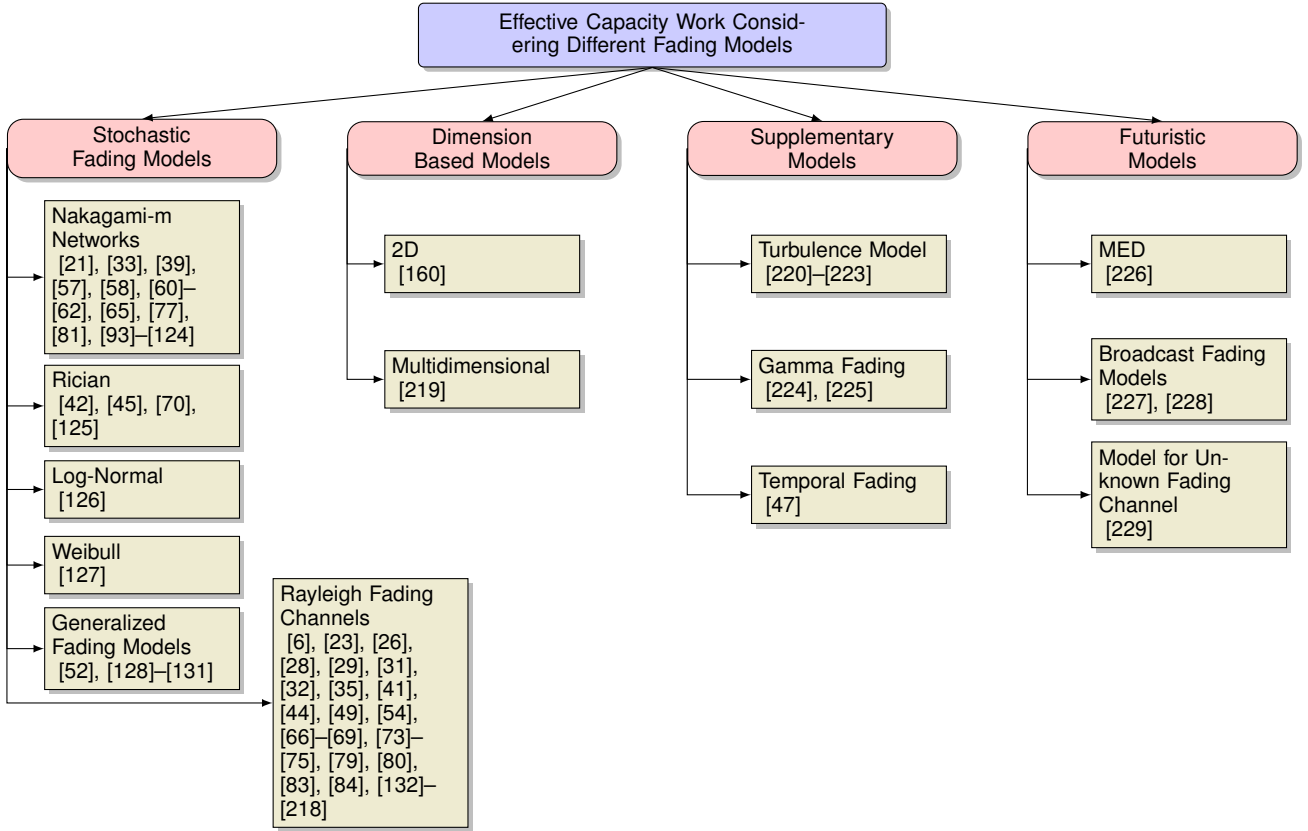 Effective Capacity Work Consid-
ering Different Fading Models
Stochastic
Fading Models
Nakagami-m
Networks
[21], [33], [39],
[57], [58], [60]–
[62], [65], [77],
[81], [93]–[124]
Rician
[42], [45], [70],
[125]
Log-Normal
[126]
Weibull
[127]
Generalized
Fading Models
[52], [128]–[131]
Rayleigh Fading
Channels
[6], [23], [26],
[28], [29], [31],
[32], [35], [41],
[44], [49], [54],
[66]–[69], [73]–
[75], [79], [80],
[83], [84], [132]–
[218]
Dimension
Based Models
2D
[160]
Multidimensional
[219]
Supplementary
Models
Turbulence Model
[220]–[223]
Gamma Fading
[224], [225]
Temporal Fading
[47]
Futuristic
Models
MED
[226]
Broadcast Fading
Models
[227], [228]
Model for Un-
known Fading
Channel
[229]